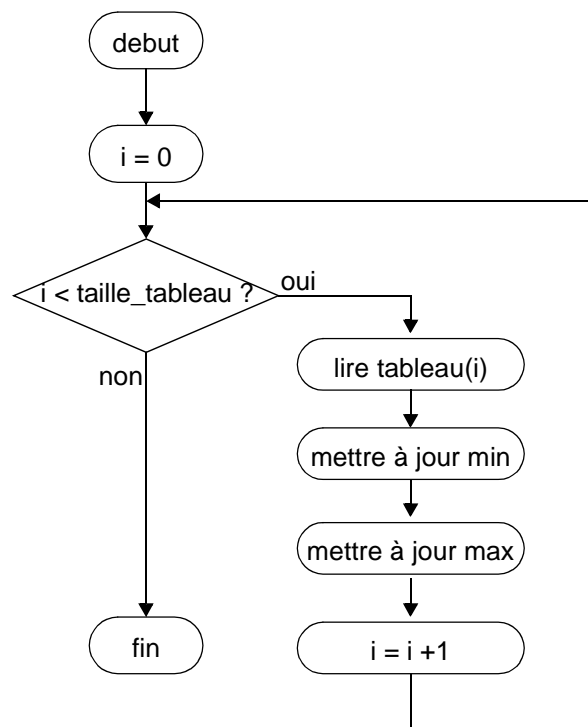 debut
i = 0
i < taille_tableau ?
oui
non
lire tableau(i)
mettre à jour min
mettre à jour max
i = i +1
fin